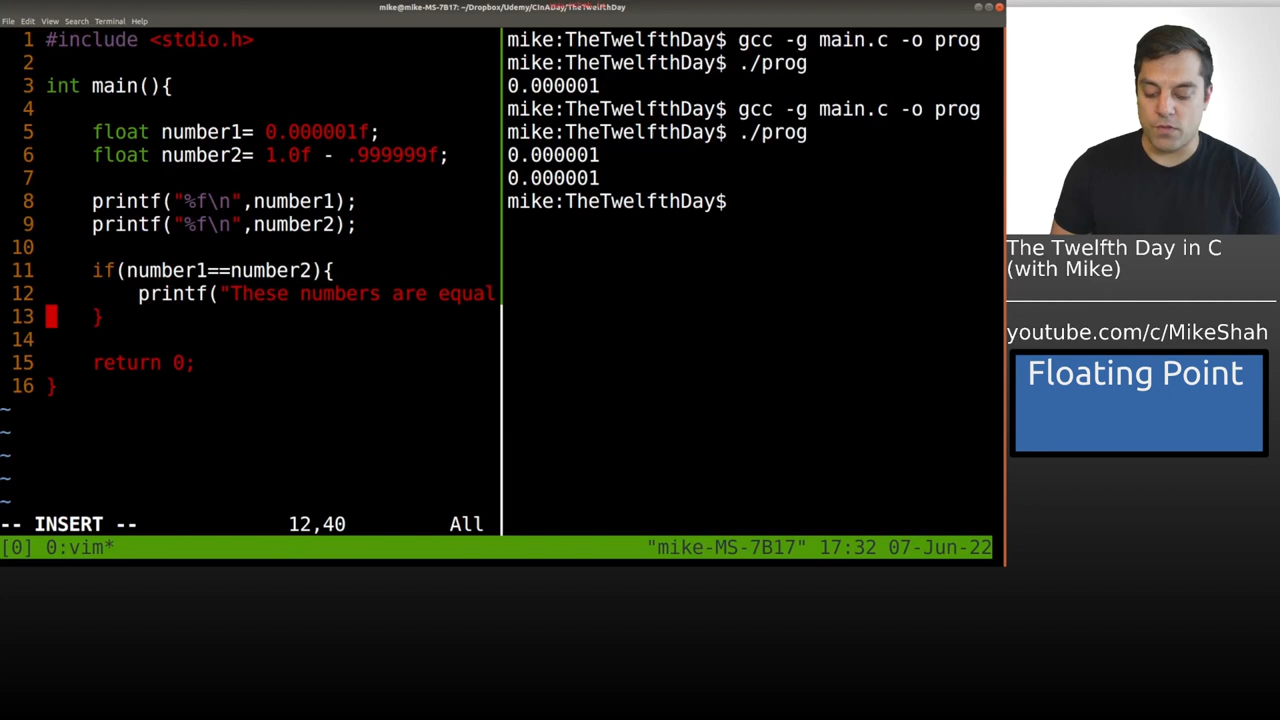 mike@mike-MS-7B17: ~/Dropbox/Udemy/CInADay/TheTwelfthDay
File Edit View Search Terminal Help
1 #include <stdio.h>
2
3 int main(){
4
5 float number1= 0.000001f;
6 float number2= 1.0f - .999999f;
7
8 printf("%f\n",number1);
9 printf("%f\n",number2);
10
11 if(number1==number2){
12 printf("These numbers are equal
13 }
14
15 return 0;
16 }
~
~
~
~
~
-- INSERT -- 12,40 All
mike:TheTwelfthDay$ gcc -g main.c -o prog
mike:TheTwelfthDay$ ./prog
0.000001
mike:TheTwelfthDay$ gcc -g main.c -o prog
mike:TheTwelfthDay$ ./prog
0.000001
0.000001
mike:TheTwelfthDay$
[0] 0:vim* "mike-MS-7B17" 17:32 07-Jun-22
The Twelfth Day in C
(with Mike)
youtube.com/c/MikeShah
Floating Point